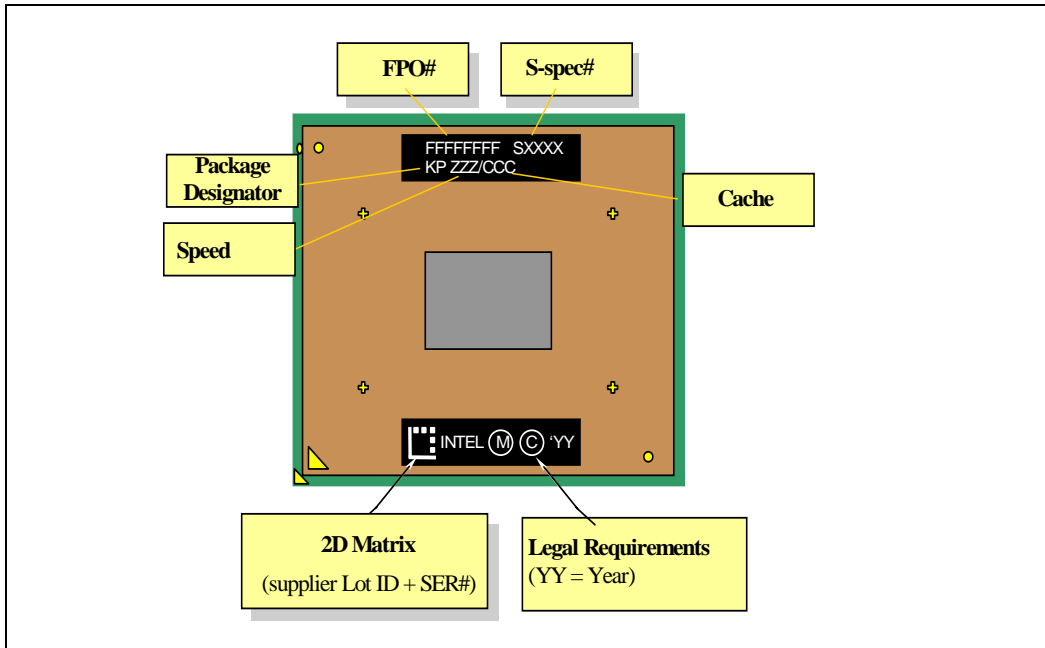 FPO#
S-spec#
FFFFFFFF SXXXX
KP ZZZ/CCC
Package
Designator
Cache
Speed
INTEL M C 'YY
2D Matrix
(supplier Lot ID + SER#)
Legal Requirements
(YY = Year)